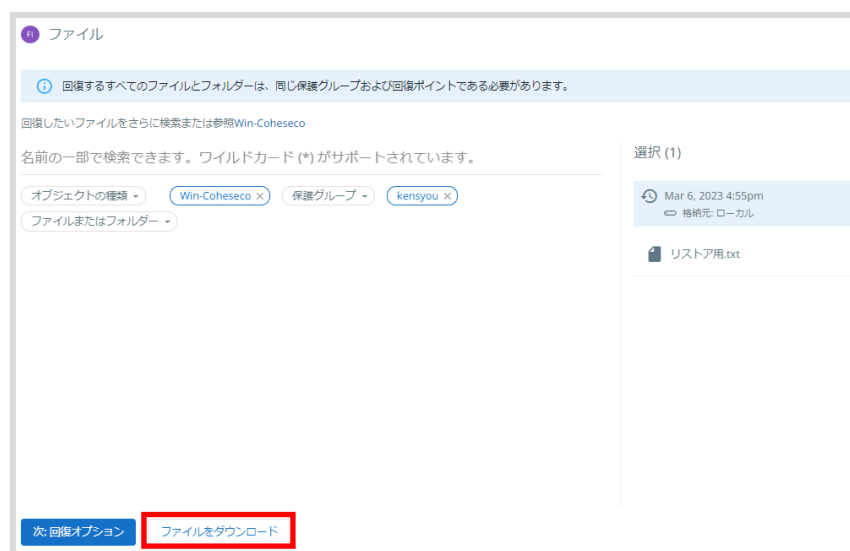 FI ファイル
回復するすべてのファイルとフォルダーは、同じ保護グループおよび回復ポイントである必要があります。
回復したいファイルをさらに検索または参照Win-Coheseco
名前の一部で検索できます。ワイルドカード (*) がサポートされています。
オブジェクトの種類 Win-Coheseco × 保護グループ kensyou ×
ファイルまたはフォルダー
選択 (1)
Mar 6, 2023 4:55pm
格納元: ローカル
リストア用.txt
次: 回復オプション ファイルをダウンロード